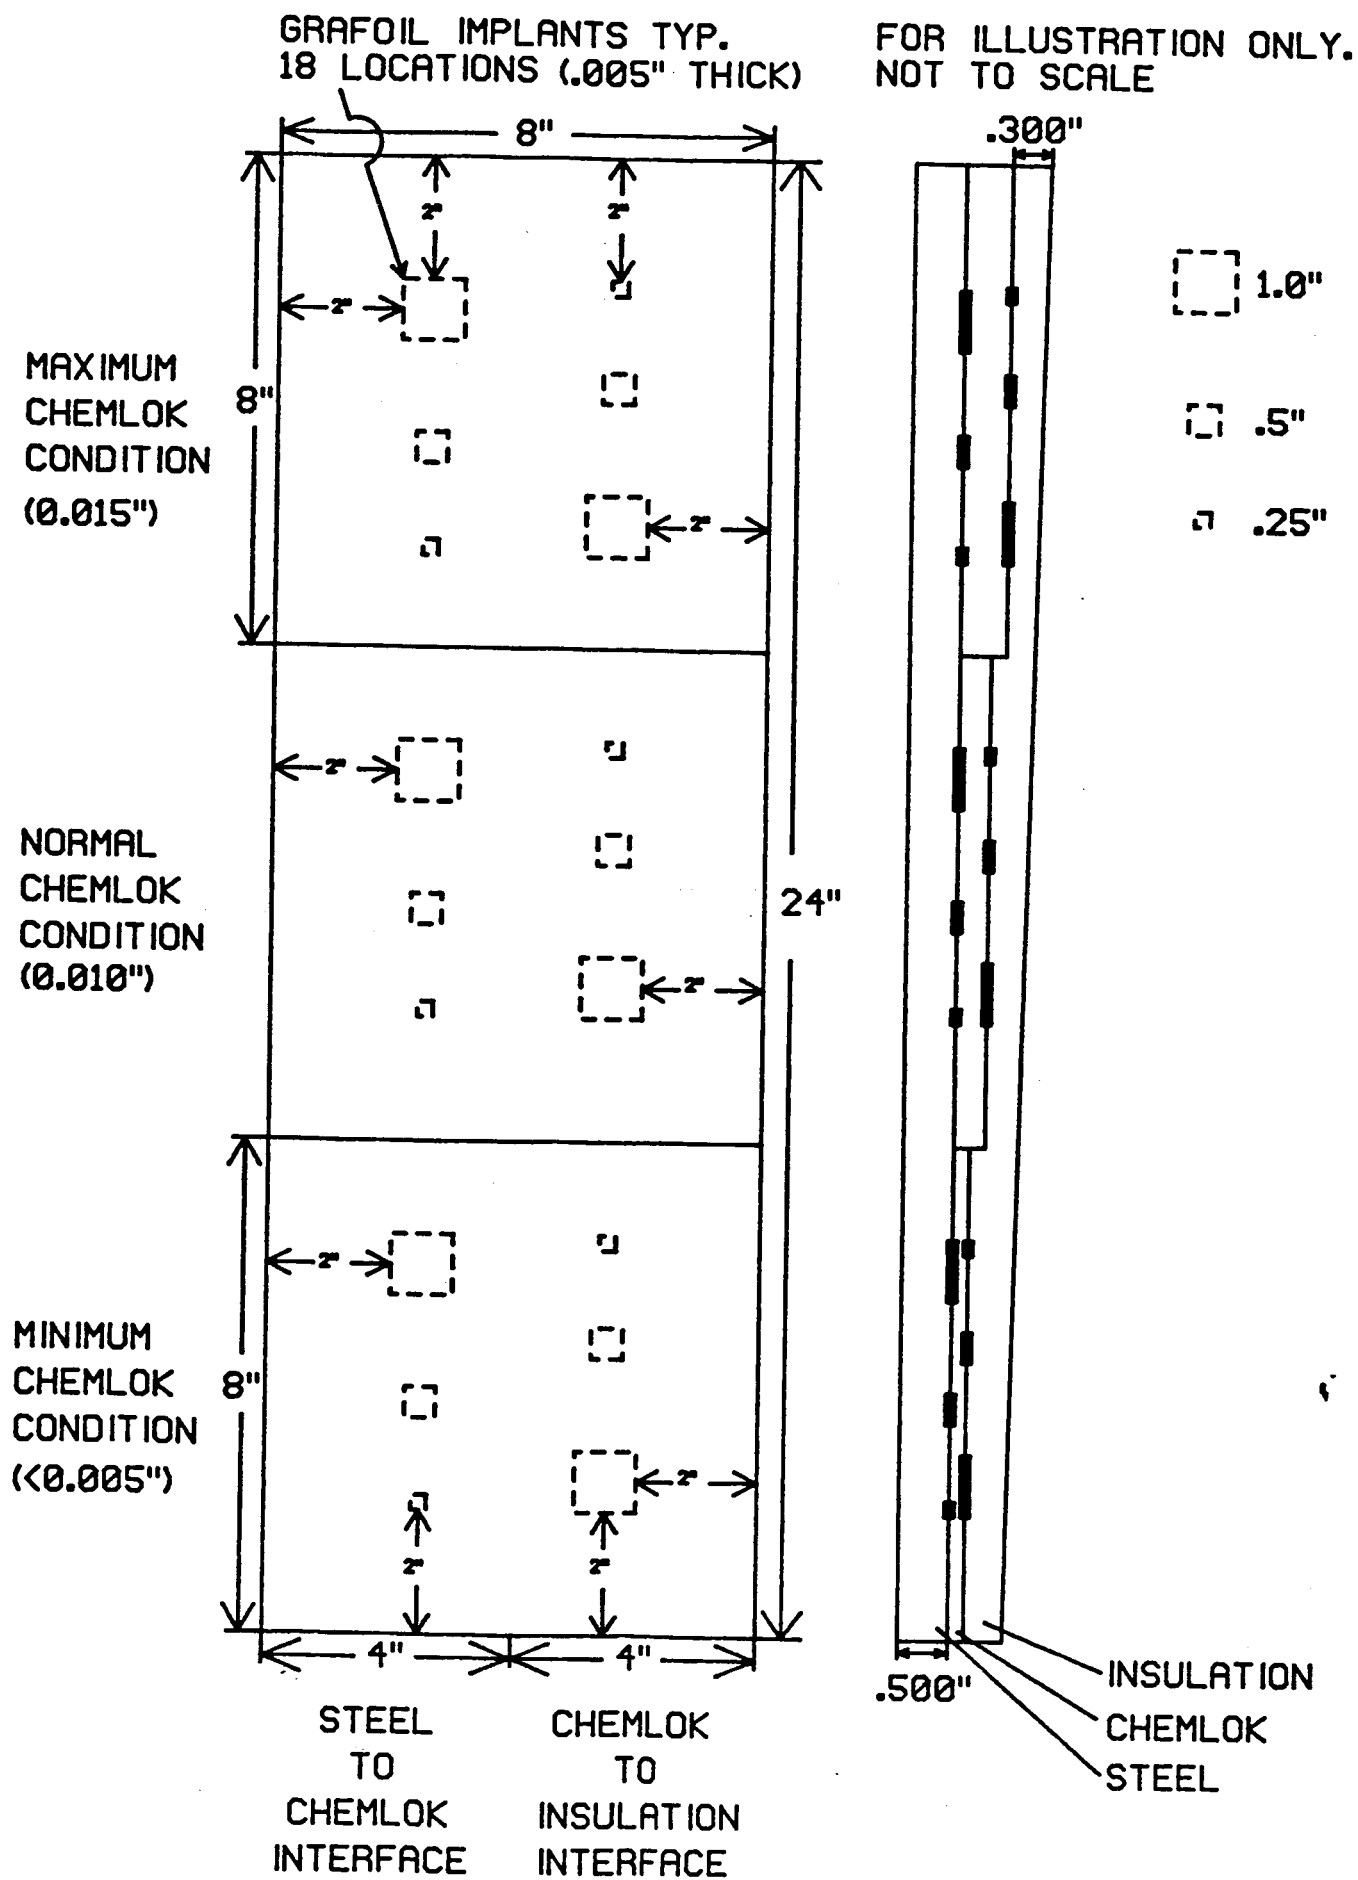 GRAFOIL IMPLANTS TYP.
18 LOCATIONS (.005" THICK)
FOR ILLUSTRATION ONLY.
NOT TO SCALE
8"
.300"
2"
2"
2"
1.0"
MAXIMUM
CHEMLOK
CONDITION
(0.015")
8"
.5"
.25"
2"
2"
NORMAL
CHEMLOK
CONDITION
(0.010")
24"
2"
2"
MINIMUM
CHEMLOK
CONDITION
(<0.005")
8"
2"
2"
2"
4"
4"
.500"
INSULATION
CHEMLOK
STEEL
STEEL
TO
CHEMLOK
INTERFACE
CHEMLOK
TO
INSULATION
INTERFACE